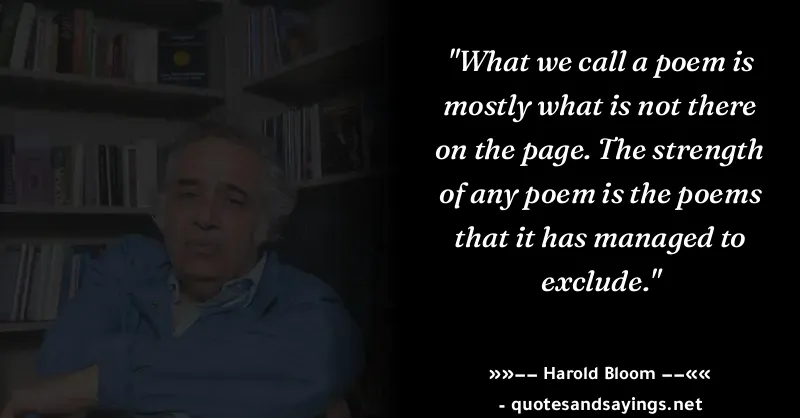 "What we call a poem is
mostly what is not there
on the page. The strength
of any poem is the poems
that it has managed to
exclude."
»»−− Harold Bloom −−««
- quotesandsayings.net